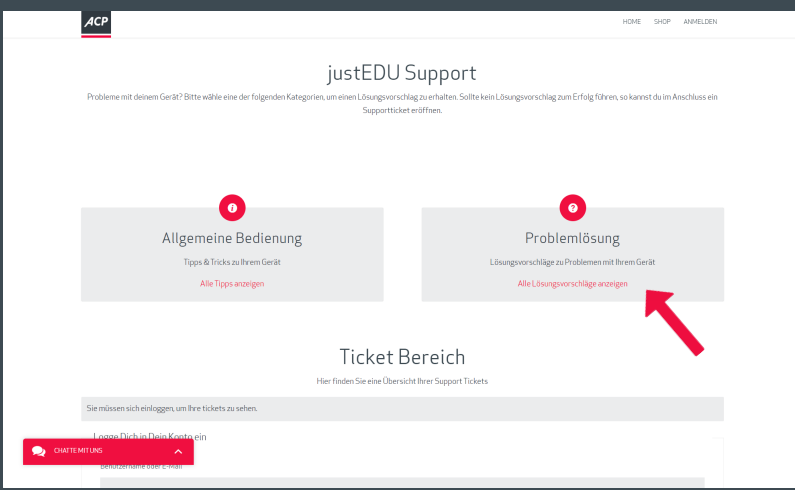 ACP
HOME SHOP ANMELDEN
justEDU Support
Probleme mit deinem Gerät? Bitte wähle eine der folgenden Kategorien, um einen Lösungsvorschlag zu erhalten. Sollte kein Lösungsvorschlag zum Erfolg führen, so kannst du im Anschluss ein
Supportticket eröffnen.
Allgemeine Bedienung
Tipps & Tricks zu Ihrem Gerät
Alle Tipps anzeigen
Problemlösung
Lösungsvorschläge zu Problemen mit Ihrem Gerät
Alle Lösungsvorschläge anzeigen
Ticket Bereich
Hier finden Sie eine Übersicht Ihrer Support Tickets
Sie müssen sich einloggen, um Ihre tickets zu sehen.
Logge Dich in Dein Konto ein
CHATTE MIT UNS
Benutzername oder E-Mail